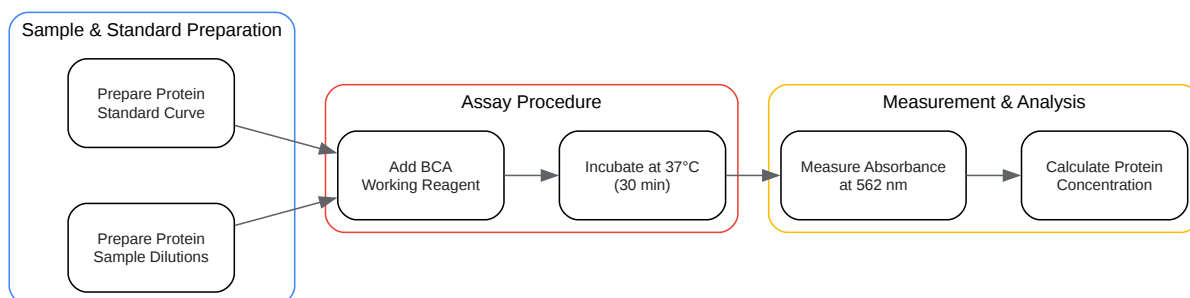 Sample & Standard Preparation
Prepare Protein
Standard Curve
Prepare Protein
Sample Dilutions
Assay Procedure
Add BCA
Working Reagent
Incubate at 37°C
(30 min)
Measurement & Analysis
Measure Absorbance
at 562 nm
Calculate Protein
Concentration